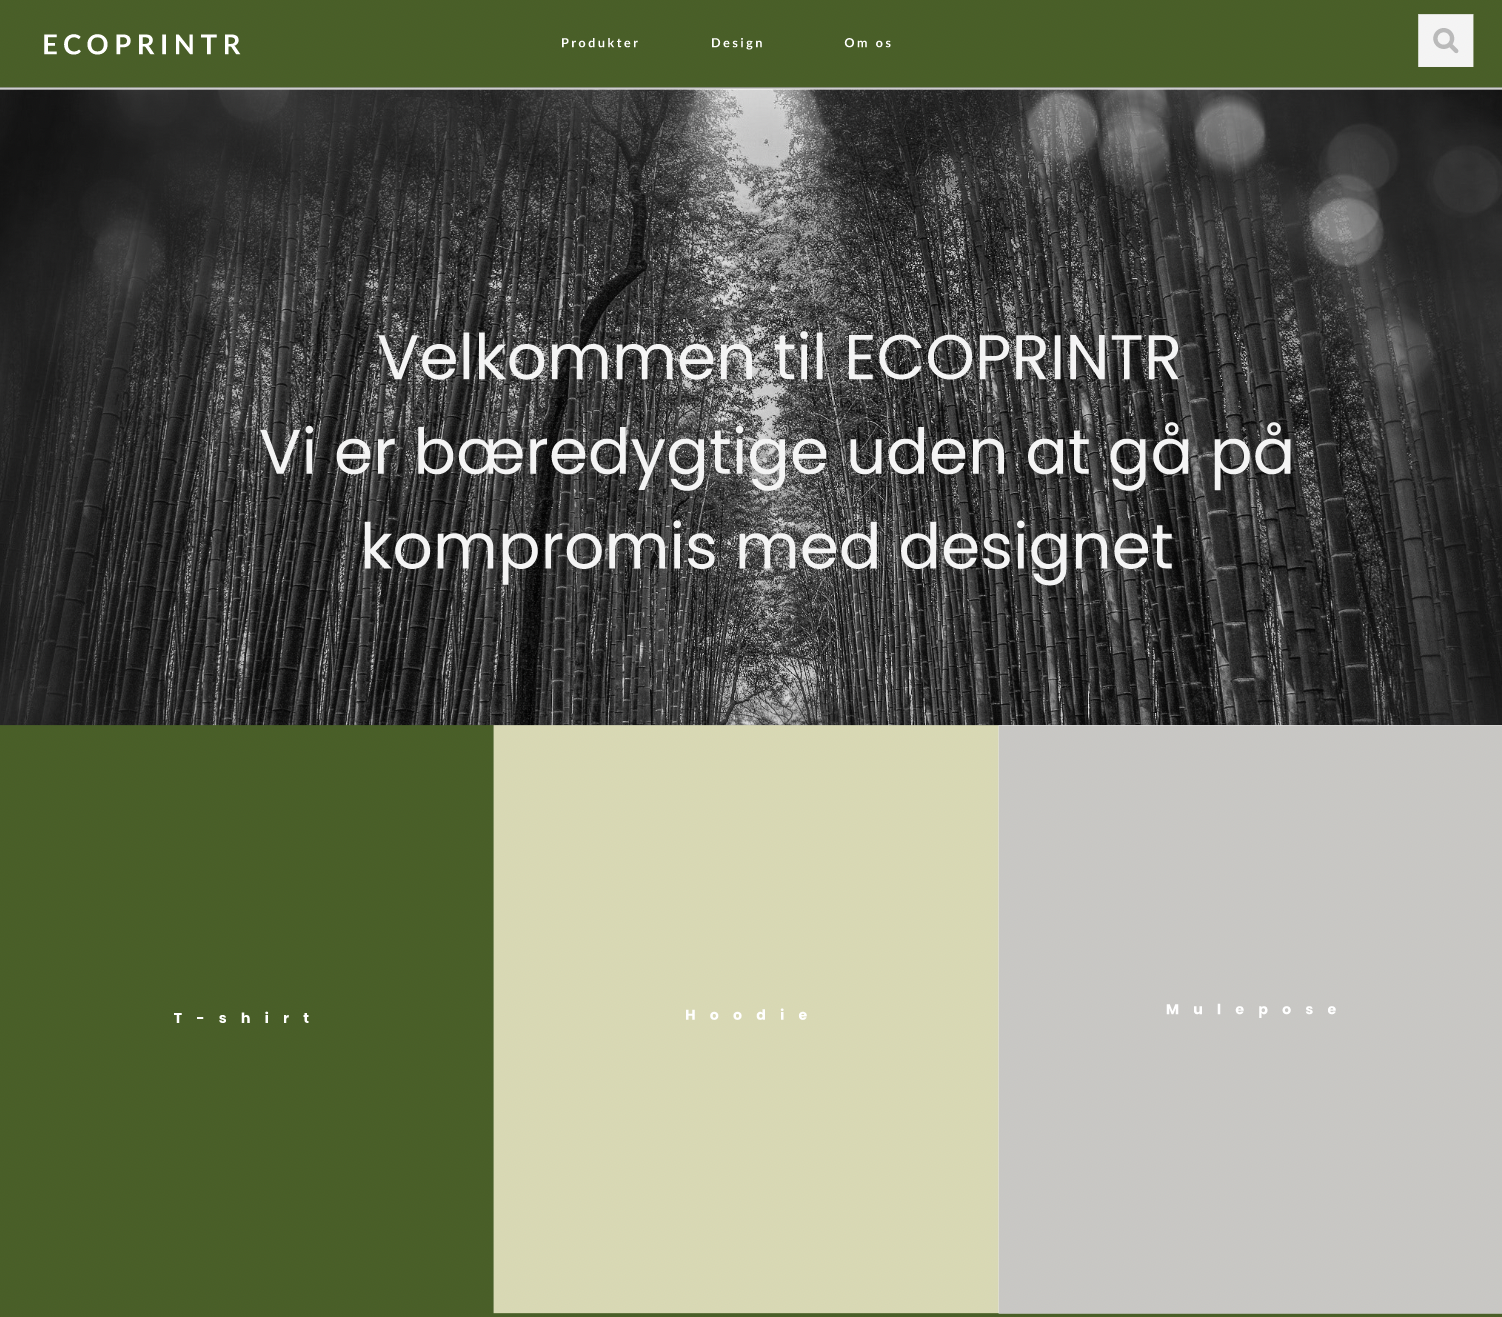 ECOPRINTR
Produkter Design Om os
Velkommen til ECOPRINTR
Vi er bæredygtige uden at gå på
kompromis med designet
T-shirt
Hoodie
Mulepose